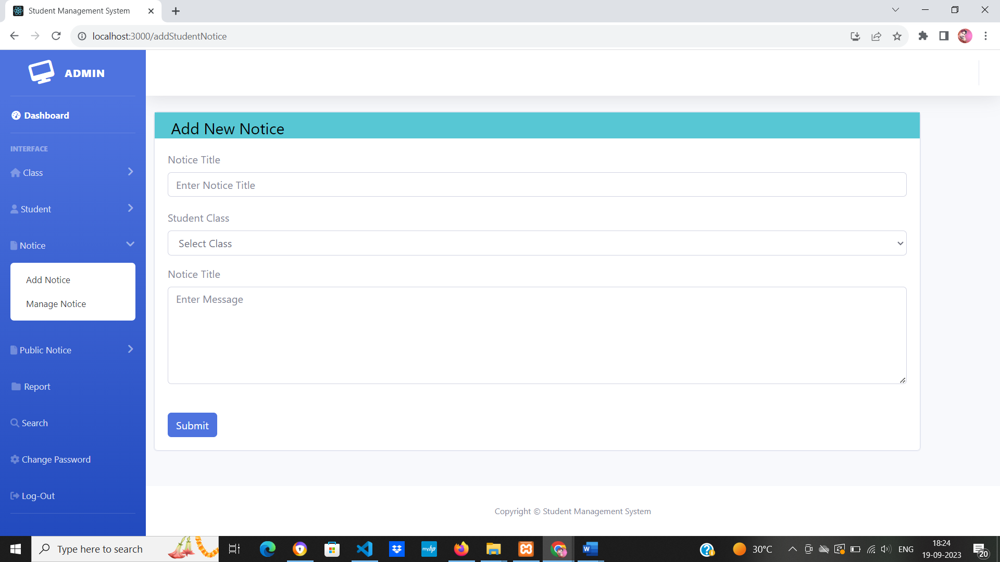 Student Management System
localhost:3000/addStudentNotice
ADMIN
Dashboard
INTERFACE
Class
Student
Notice
Add Notice
Manage Notice
Public Notice
Report
Search
Change Password
Log-Out
Add New Notice
Notice Title
Enter Notice Title
Student Class
Select Class
Notice Title
Enter Message
Submit
Copyright © Student Management System
Type here to search
myhp
W
30°C
ENG
18:24
19-09-2023
20